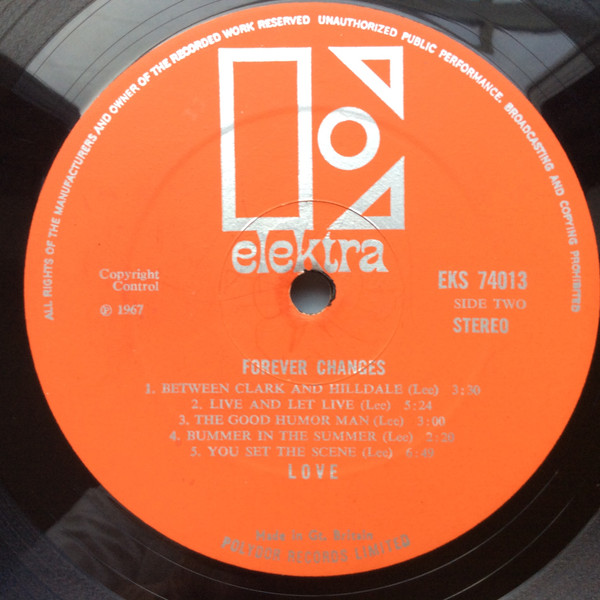 ALL RIGHTS OF THE MANUFACTURERS AND OWNER OF THE RECORDED WORK RESERVED UNAUTHORIZED PUBLIC PERFORMANCE, BROADCASTING AND COPYING PROHIBITED
elektra
Copyright
Control
℗ 1967
EKS 74013
SIDE TWO
STEREO
FOREVER CHANGES
1. BETWEEN CLARK AND HILLDALE (Lee) 3:30
2. LIVE AND LET LIVE (Lee) 5:24
3. THE GOOD HUMOR MAN (Lee) 3:00
4. BUMMER IN THE SUMMER (Lee) 2:20
5. YOU SET THE SCENE (Lee) 6:49
LOVE
Made in Gt. Britain
POLYDOR RECORDS LIMITED